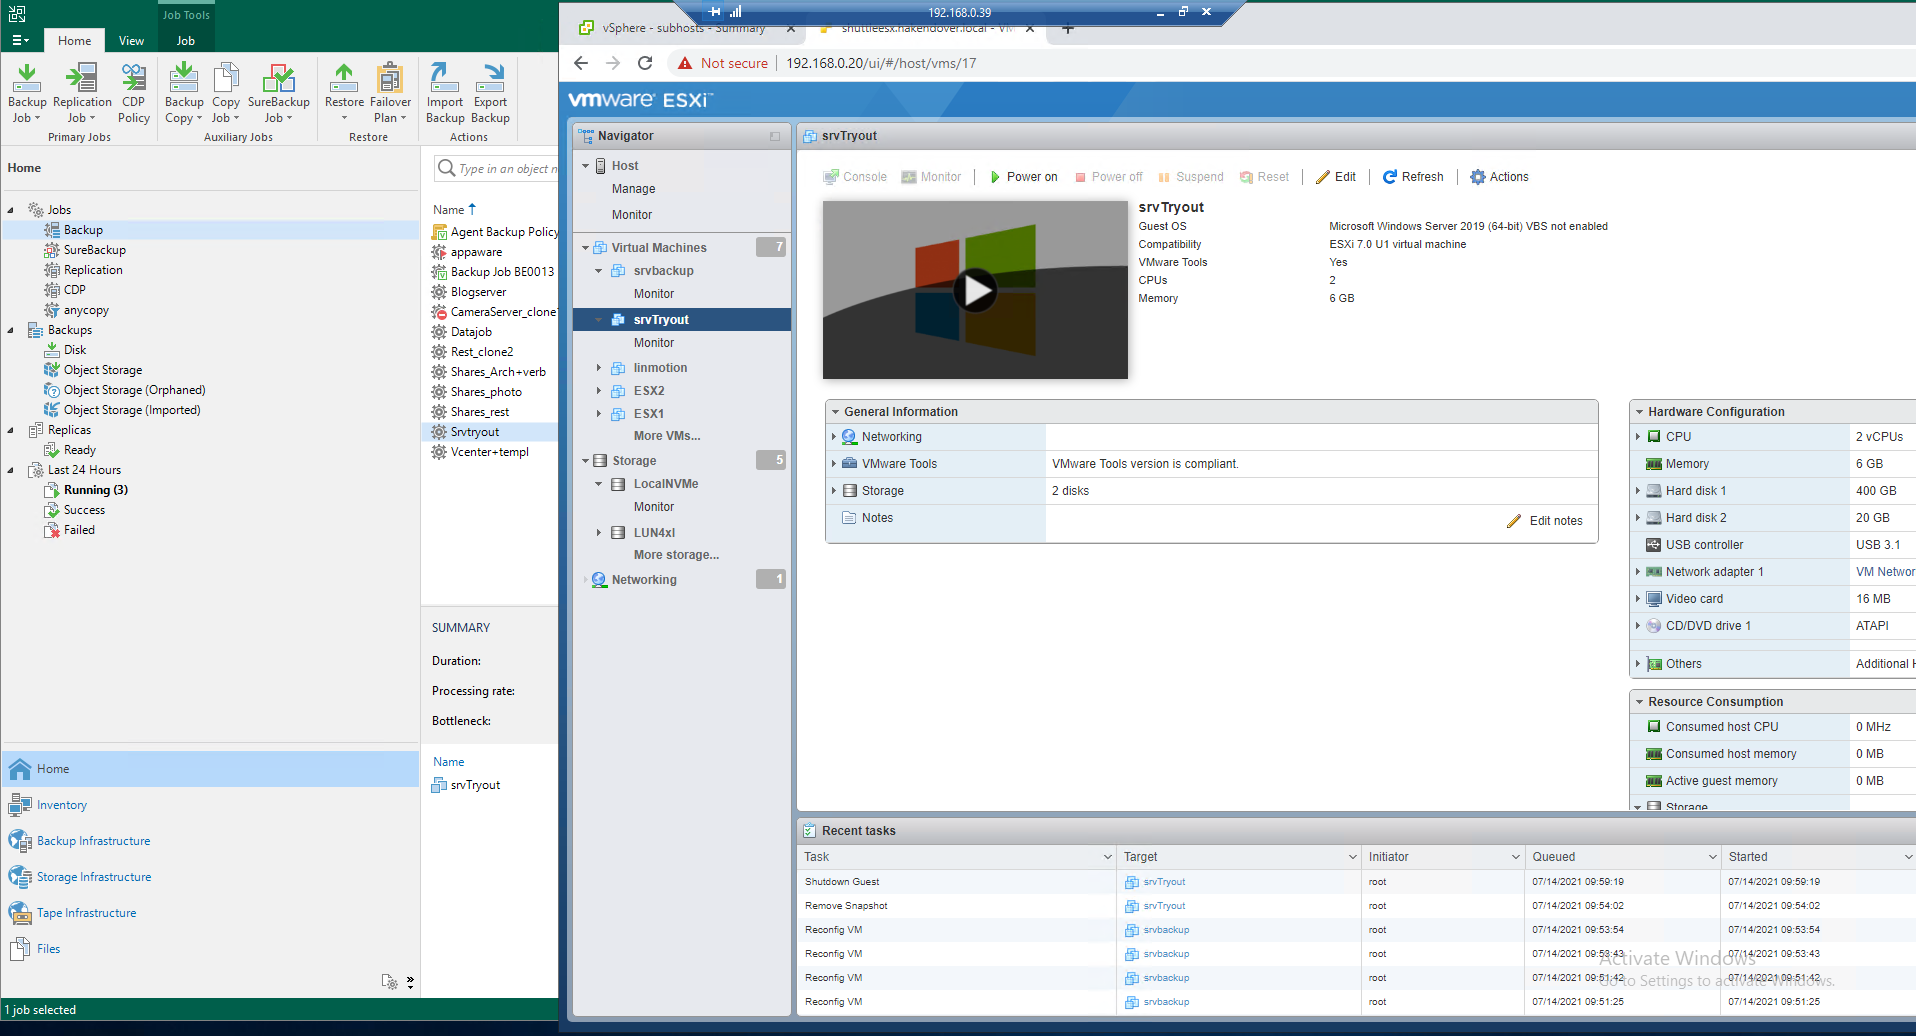 Job Tools
Home
View
Job
Backup
Job
Replication
Job
CDP
Policy
Primary Jobs
Backup
Copy
Copy
Job
SureBackup
Job
Auxiliary Jobs
Restore
Failover
Plan
Restore
Import
Backup
Export
Backup
Actions
Home
Jobs
Backup
SureBackup
Replication
CDP
anycopy
Backups
Disk
Object Storage
Object Storage (Orphaned)
Object Storage (Imported)
Replicas
Ready
Last 24 Hours
Running (3)
Success
Failed
Home
Inventory
Backup Infrastructure
Storage Infrastructure
Tape Infrastructure
Files
1 job selected
Type in an object n
Name
Agent Backup Policy
appaware
Backup Job BE0013
Blogserver
CameraServer_clone
Datajob
Rest_clone2
Shares_Arch+verb
Shares_photo
Shares_rest
Srvtryout
Vcenter+templ
SUMMARY
Duration:
Processing rate:
Bottleneck:
Name
srvTryout
192.168.0.39
vSphere - subhosts - Summary
shuttleesx.hakendover.local - VM
Not secure
192.168.0.20/ui/#/host/vms/17
vmware ESXi™
Navigator
Host
Manage
Monitor
Virtual Machines 7
srvbackup
Monitor
srvTryout
Monitor
linmotion
ESX2
ESX1
More VMs...
Storage 5
LocalNVMe
Monitor
LUN4xl
More storage...
Networking 1
srvTryout
Console Monitor Power on Power off Suspend Reset Edit Refresh Actions
srvTryout
Guest OS Microsoft Windows Server 2019 (64-bit) VBS not enabled
Compatibility ESXi 7.0 U1 virtual machine
VMware Tools Yes
CPUs 2
Memory 6 GB
General Information
Networking
VMware Tools VMware Tools version is compliant.
Storage 2 disks
Notes Edit notes
Hardware Configuration
CPU 2 vCPUs
Memory 6 GB
Hard disk 1 400 GB
Hard disk 2 20 GB
USB controller USB 3.1
Network adapter 1 VM Networ
Video card 16 MB
CD/DVD drive 1 ATAPI
Others Additional H
Resource Consumption
Consumed host CPU 0 MHz
Consumed host memory 0 MB
Active guest memory 0 MB
Storage
Recent tasks
Task Target Initiator Queued Started
Shutdown Guest srvTryout root 07/14/2021 09:59:19 07/14/2021 09:59:19
Remove Snapshot srvTryout root 07/14/2021 09:54:02 07/14/2021 09:54:02
Reconfig VM srvbackup root 07/14/2021 09:53:54 07/14/2021 09:53:54
Reconfig VM srvbackup root 07/14/2021 09:53:43 07/14/2021 09:53:43
Reconfig VM srvbackup root 07/14/2021 09:51:42 07/14/2021 09:51:42
Reconfig VM srvbackup root 07/14/2021 09:51:25 07/14/2021 09:51:25
Activate Windows
Go to Settings to activate Windows.